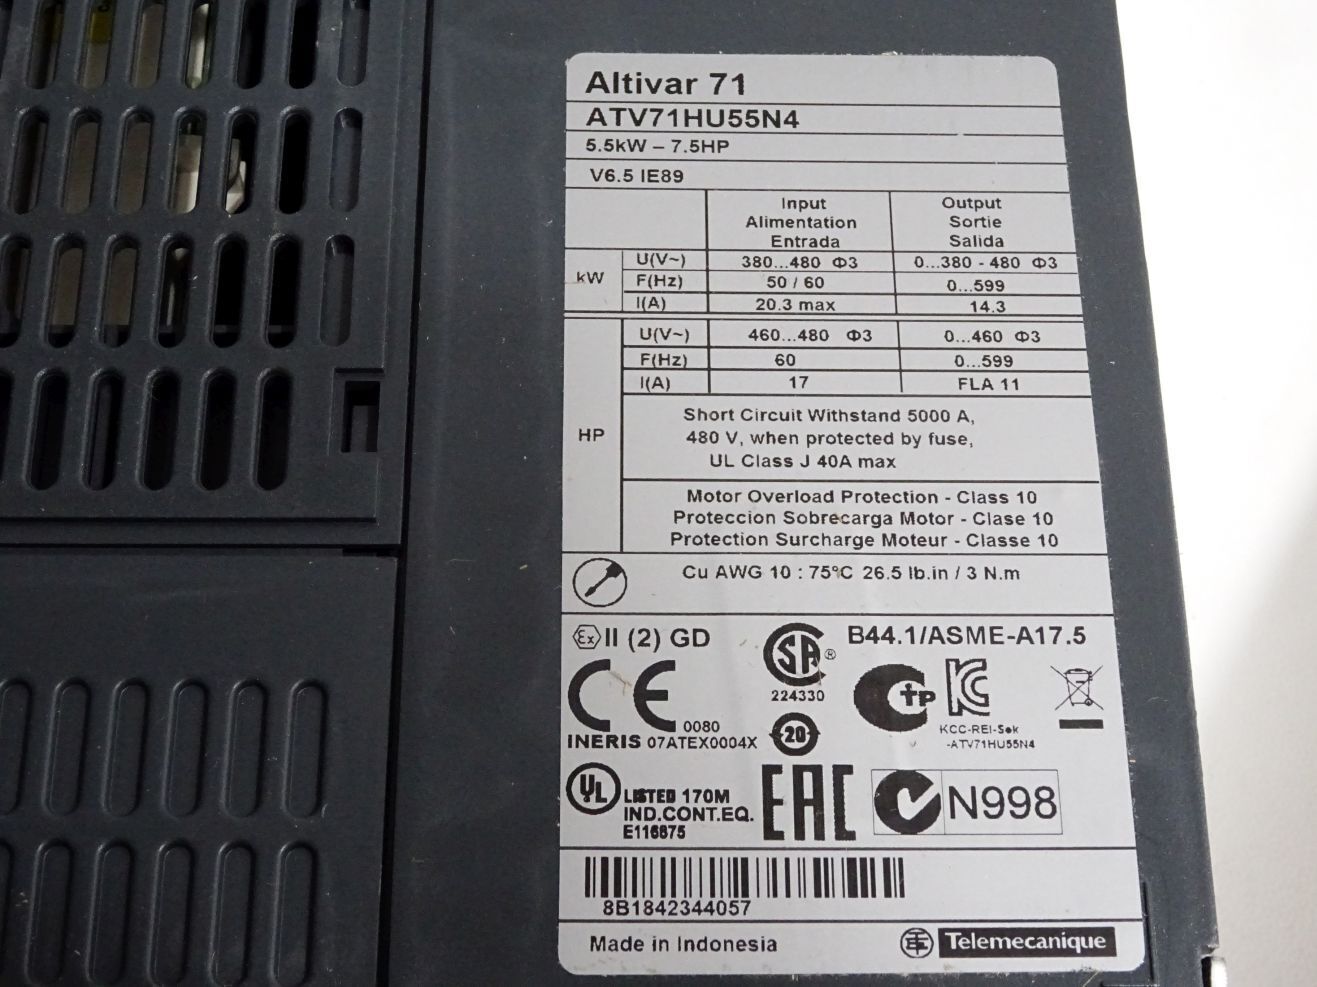 Altivar 71
ATV71HU55N4
5.5kW – 7.5HP
V6.5 IE89
Input Output
Alimentation Sortie
Entrada Salida
kW
U(V~) 380...480 Φ3 0...380 - 480 Φ3
F(Hz) 50 / 60 0...599
I(A) 20.3 max 14.3
HP
U(V~) 460...480 Φ3 0...460 Φ3
F(Hz) 60 0...599
I(A) 17 FLA 11
Short Circuit Withstand 5000 A,
480 V, when protected by fuse,
UL Class J 40A max
Motor Overload Protection - Class 10
Proteccion Sobrecarga Motor - Clase 10
Protection Surcharge Moteur - Classe 10
Cu AWG 10 : 75°C 26.5 lb.in / 3 N.m
Ex II (2) GD
SA ®
224330
B44.1/ASME-A17.5
CE 0080
INERIS 07ATEX0004X
20
CTP
KC
KCC-REI-Sek
-ATV71HU55N4
UL
LISTED 170M
IND.CONT.EQ.
E116875
EAC
N998
8B1842344057
Made in Indonesia
TE Telemecanique